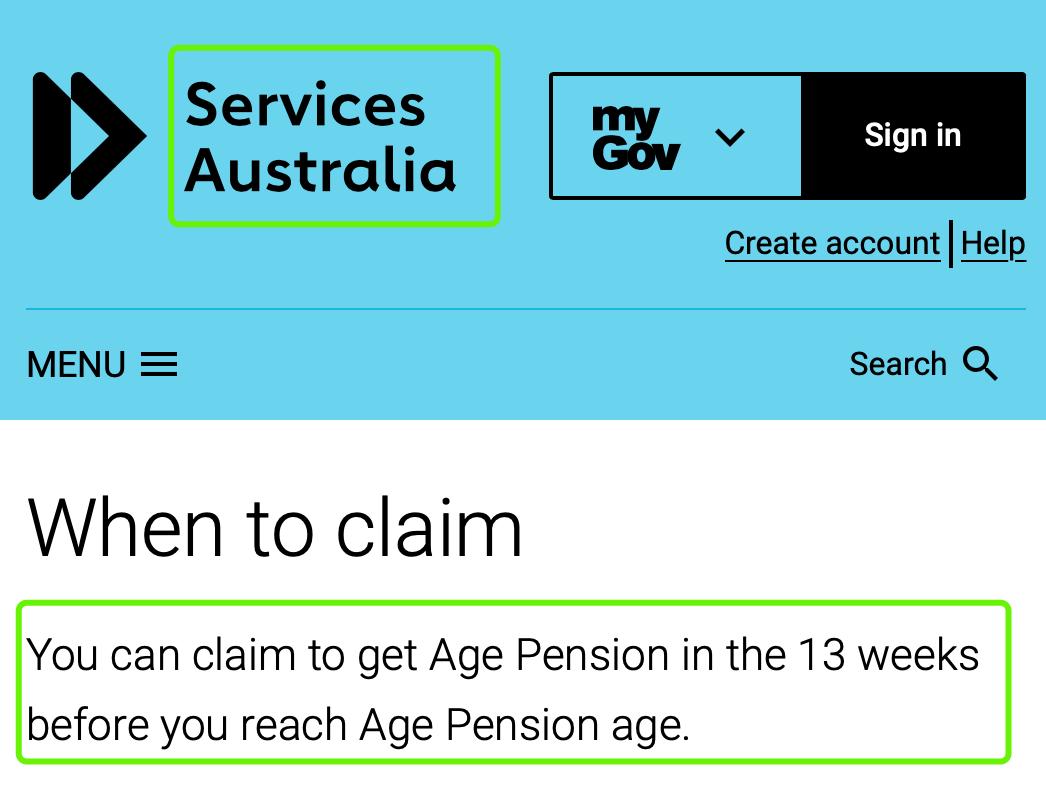 Services
Australia
my
Gov
Sign in
Create account
Help
MENU
Search
When to claim
You can claim to get Age Pension in the 13 weeks
before you reach Age Pension age.